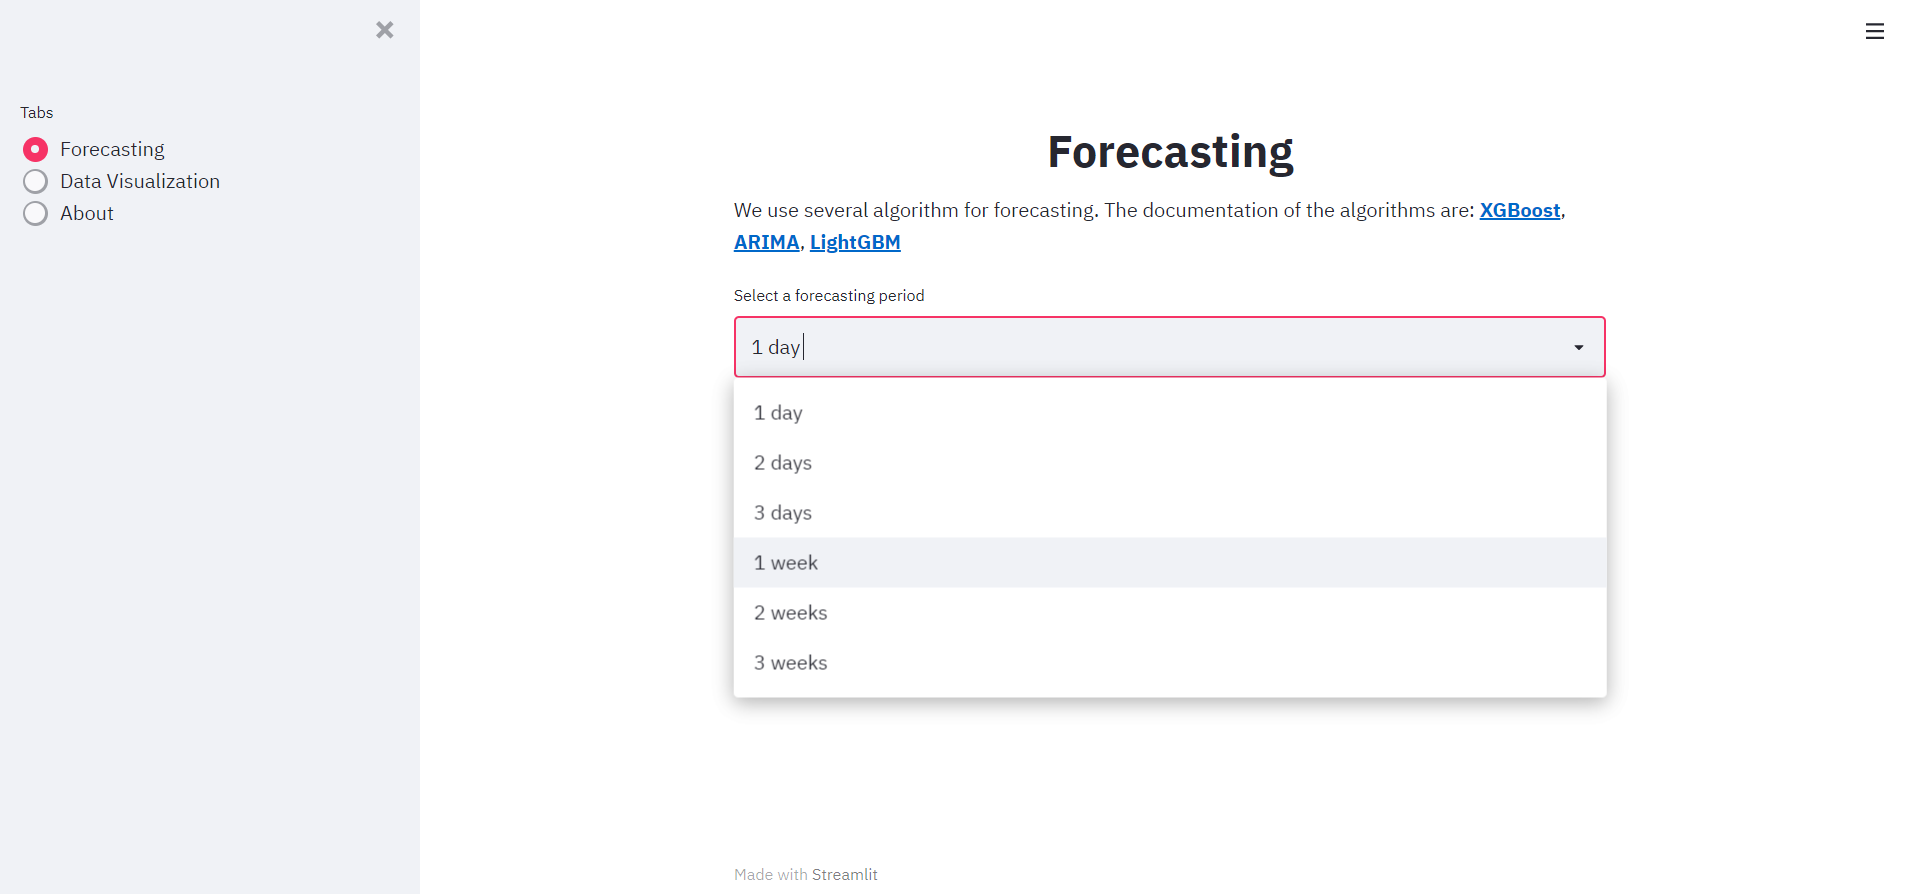 Tabs
Forecasting
Data Visualization
About
Forecasting
We use several algorithm for forecasting. The documentation of the algorithms are: XGBoost,
ARIMA, LightGBM
Select a forecasting period
1 day
1 day
2 days
3 days
1 week
2 weeks
3 weeks
Made with Streamlit